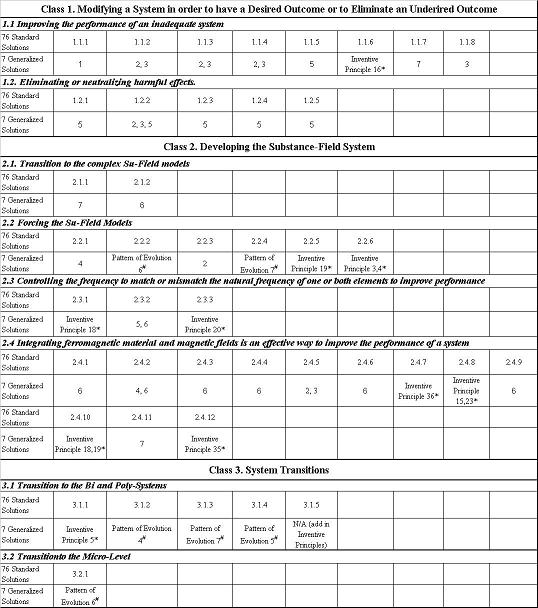 Class 1. Modifying a System in order to have a Desired Outcome or to Eliminate an Underired Outcome
1.1 Improving the performance of an inadequate system
76 Standard Solutions 1.1.1 1.1.2 1.1.3 1.1.4 1.1.5 1.1.6 1.1.7 1.1.8
7 Generalized Solutions 1 2, 3 2, 3 2, 3 5 Inventive Principle 16* 7 3
1.2. Eliminating or neutralizing harmful effects.
76 Standard Solutions 1.2.1 1.2.2 1.2.3 1.2.4 1.2.5
7 Generalized Solutions 5 2, 3, 5 5 5 5
Class 2. Developing the Substance-Field System
2.1. Transition to the complex Su-Field models
76 Standard Solutions 2.1.1 2.1.2
7 Generalized Solutions 7 6
2.2 Forcing the Su-Field Models
76 Standard Solutions 2.2.1 2.2.2 2.2.3 2.2.4 2.2.5 2.2.6
7 Generalized Solutions 4 Pattern of Evolution 6# 2 Pattern of Evolution 7# Inventive Principle 19* Inventive Principle 3,4*
2.3 Controlling the frequency to match or mismatch the natural frequency of one or both elements to improve performance
76 Standard Solutions 2.3.1 2.3.2 2.3.3
7 Generalized Solutions Inventive Principle 18* 5, 6 Inventive Principle 20*
2.4 Integrating ferromagnetic material and magnetic fields is an effective way to improve the performance of a system
76 Standard Solutions 2.4.1 2.4.2 2.4.3 2.4.4 2.4.5 2.4.6 2.4.7 2.4.8 2.4.9
7 Generalized Solutions 6 4, 6 6 6 2, 3 6 Inventive Principle 36* Inventive Principle 15,23* 6
76 Standard Solutions 2.4.10 2.4.11 2.4.12
7 Generalized Solutions Inventive Principle 18,19* 7 Inventive Principle 35*
Class 3. System Transitions
3.1 Transition to the Bi and Poly-Systems
76 Standard Solutions 3.1.1 3.1.2 3.1.3 3.1.4 3.1.5
7 Generalized Solutions Inventive Principle 5* Pattern of Evolution 4# Pattern of Evolution 7# Pattern of Evolution 5# N/A (add in Inventive Principles)
3.2 Transitionto the Micro-Level
76 Standard Solutions 3.2.1
7 Generalized Solutions Pattern of Evolution 6#